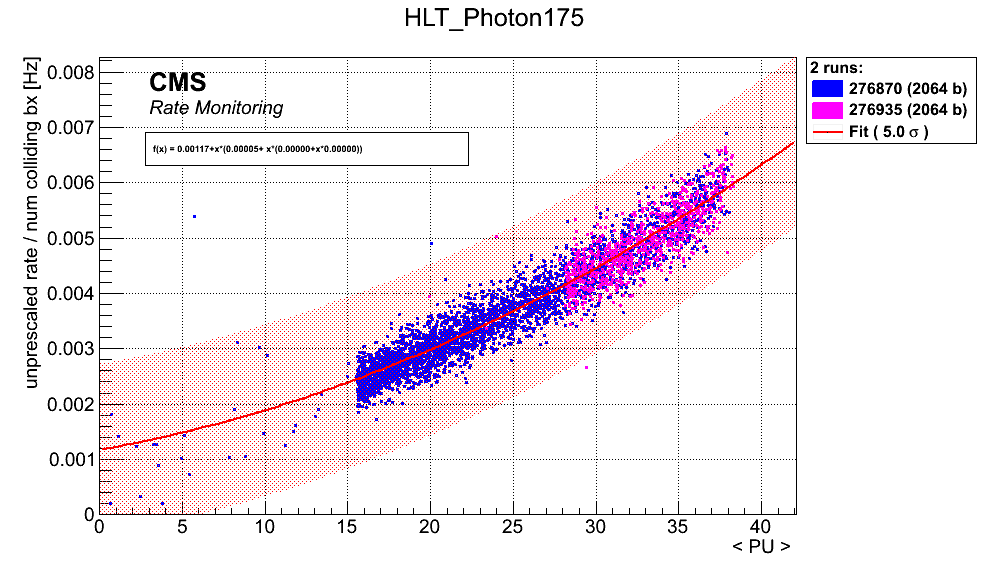 HLT_Photon175
unprescaled rate / num colliding bx [Hz]
0.008
0.007
0.006
0.005
0.004
0.003
0.002
0.001
0
CMS
Rate Monitoring
f(x) = 0.00117+x*(0.00005+ x*(0.00000+x*0.00000))
2 runs:
276870 (2064 b)
276935 (2064 b)
Fit ( 5.0 σ )
0 5 10 15 20 25 30 35 40
< PU >